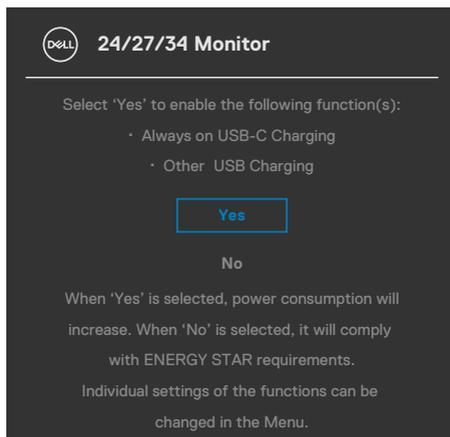 DELL
24/27/34 Monitor
Select ‘Yes’ to enable the following function(s):
· Always on USB-C Charging
· Other  USB Charging
Yes
No
When ‘Yes’ is selected, power consumption will
increase. When ‘No’ is selected, it will comply
with ENERGY STAR requirements.
Individual settings of the functions can be
changed in the Menu.